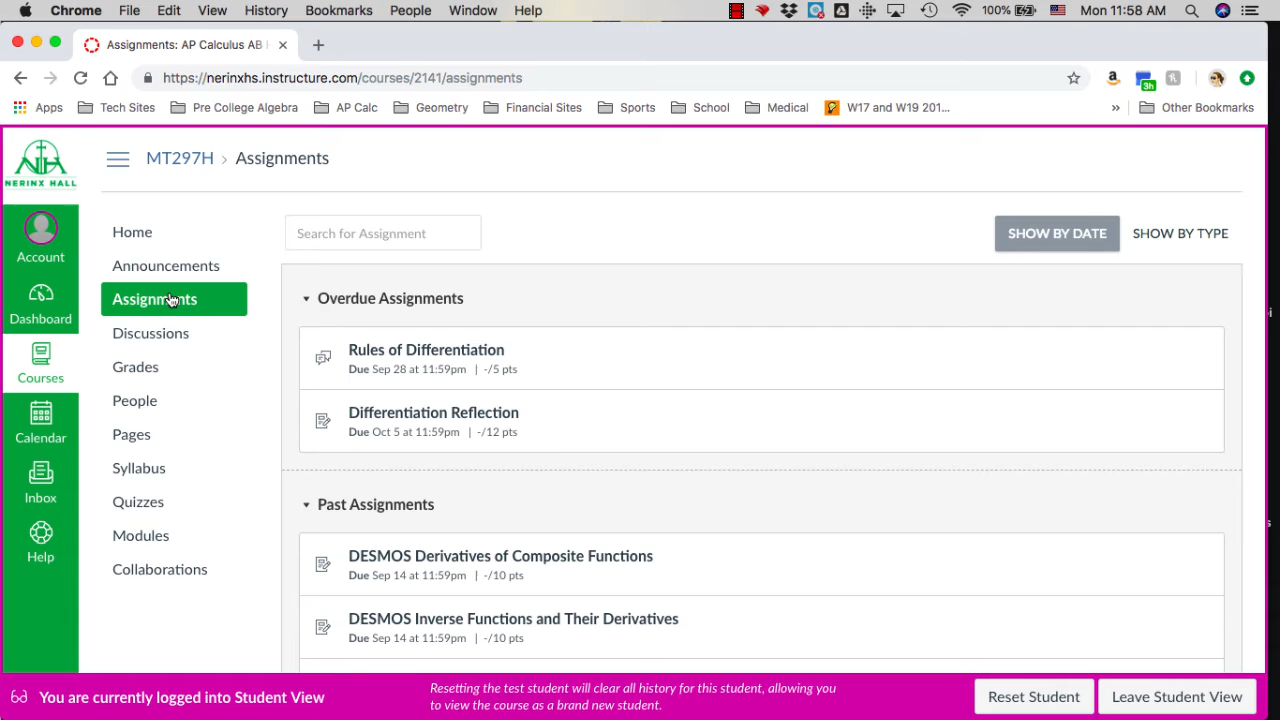 Chrome File Edit View History Bookmarks People Window Help 100% Mon 11:58 AM
Assignments: AP Calculus AB
https://nerinxhs.instructure.com/courses/2141/assignments
3h
Apps Tech Sites Pre College Algebra AP Calc Geometry Financial Sites Sports School Medical W17 and W19 201... » Other Bookmarks
NH
NERINX HALL
MT297H › Assignments
Account
Dashboard
Courses
Calendar
Inbox
Help
Home
Announcements
Assignments
Discussions
Grades
People
Pages
Syllabus
Quizzes
Modules
Collaborations
Search for Assignment
SHOW BY DATE SHOW BY TYPE
Overdue Assignments
Rules of Differentiation
Due Sep 28 at 11:59pm | -/5 pts
Differentiation Reflection
Due Oct 5 at 11:59pm | -/12 pts
Past Assignments
DESMOS Derivatives of Composite Functions
Due Sep 14 at 11:59pm | -/10 pts
DESMOS Inverse Functions and Their Derivatives
Due Sep 14 at 11:59pm | -/10 pts
You are currently logged into Student View
Resetting the test student will clear all history for this student, allowing you
to view the course as a brand new student.
Reset Student
Leave Student View